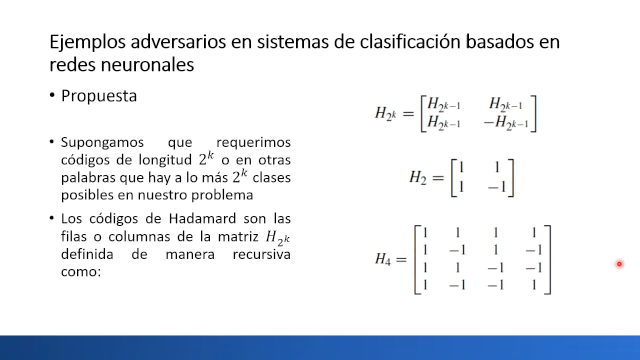 Ejemplos adversarios en sistemas de clasificación basados en
redes neuronales
• Propuesta
• Supongamos que requerimos
códigos de longitud 2^k o en otras
palabras que hay a lo más 2^k clases
posibles en nuestro problema
• Los códigos de Hadamard son las
filas o columnas de la matriz H_{2^k}
definida de manera recursiva
como:
H_{2^k} = [H_{2^{k-1}} H_{2^{k-1}}
H_{2^{k-1}} −H_{2^{k-1}}]
H_2 = [1 1
1 −1]
H_4 = [1 1 1 1
1 −1 1 −1
1 1 −1 −1
1 −1 −1 1]